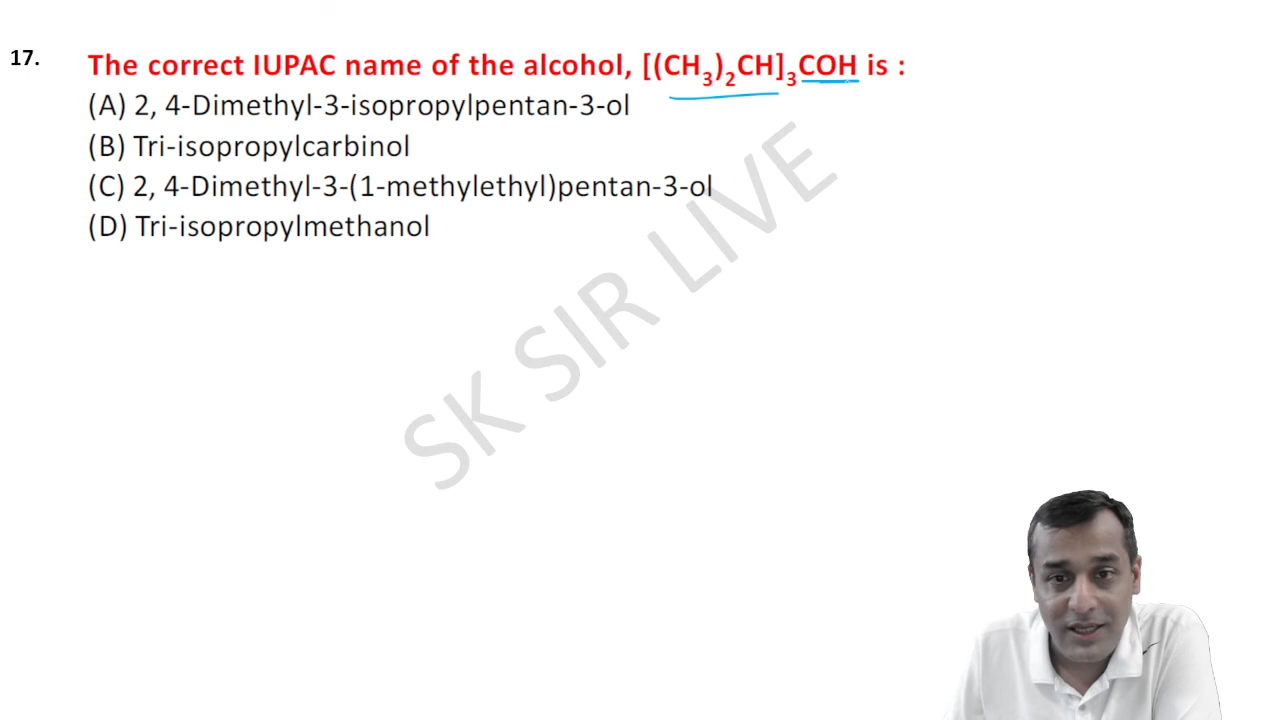 17. The correct IUPAC name of the alcohol, [(CH₃)₂CH]₃COH is :
(A) 2, 4-Dimethyl-3-isopropylpentan-3-ol
(B) Tri-isopropylcarbinol
(C) 2, 4-Dimethyl-3-(1-methylethyl)pentan-3-ol
(D) Tri-isopropylmethanol
SK SIR LIVE